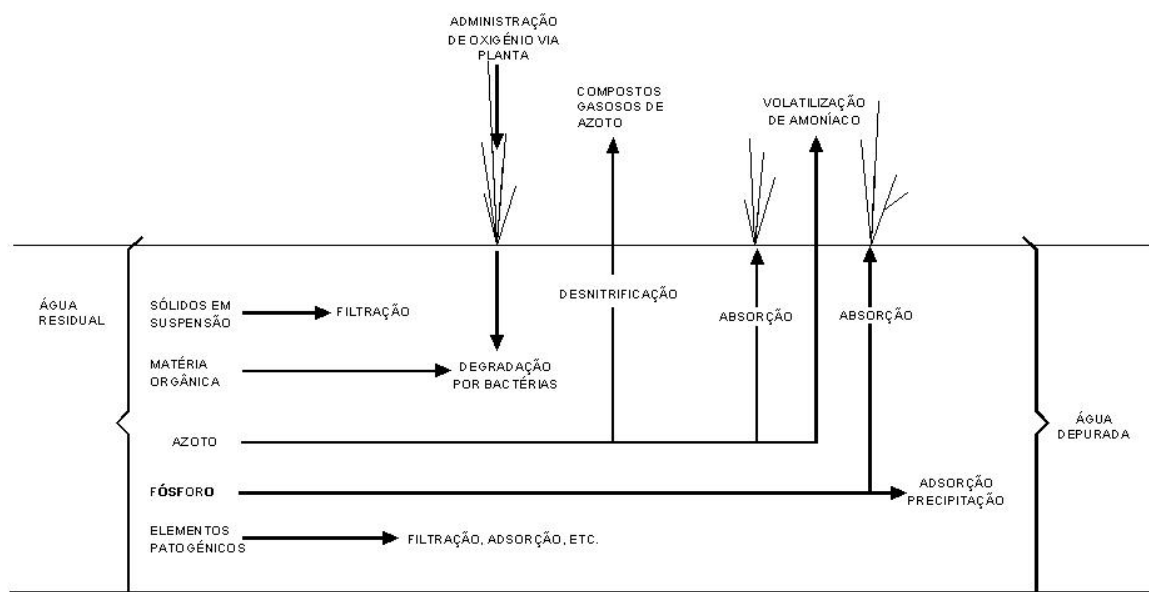 ADMINISTRAÇÃO
DE OXIGÉNIO VIA
PLANTA
COMPOSTOS
GASOSOS DE
AZOTO
VOLATILIZAÇÃO
DE AMONÍACO
ÁGUA
RESIDUAL
SÓLIDOS EM
SUSPENSÃO
FILTRAÇÃO
DESNITRIFICAÇÃO
ABSORÇÃO
ABSORÇÃO
MATÉRIA
ORGÂNICA
DEGRADAÇÃO
POR BACTÉRIAS
AZOTO
ÁGUA
DEPURADA
FÓSFORO
ADSORÇÃO
PRECIPITAÇÃO
ELEMENTOS
PATOGÉNICOS
FILTRAÇÃO, ADSORÇÃO, ETC.